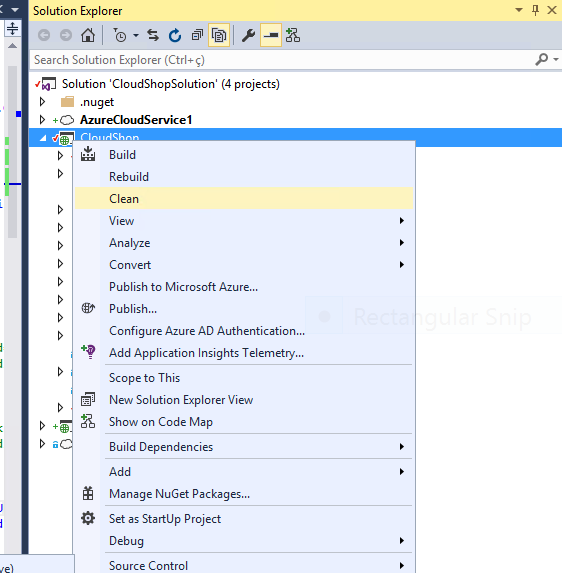 Solution Explorer
Search Solution Explorer (Ctrl+ç)
Solution 'CloudShopSolution' (4 projects)
.nuget
AzureCloudService1
CloudShop
Build
Rebuild
Clean
View
Analyze
Convert
Publish to Microsoft Azure...
Publish...
Rectangular Snip
Configure Azure AD Authentication...
Add Application Insights Telemetry...
Scope to This
New Solution Explorer View
Show on Code Map
Build Dependencies
Add
Manage NuGet Packages...
Set as StartUp Project
Debug
Source Control